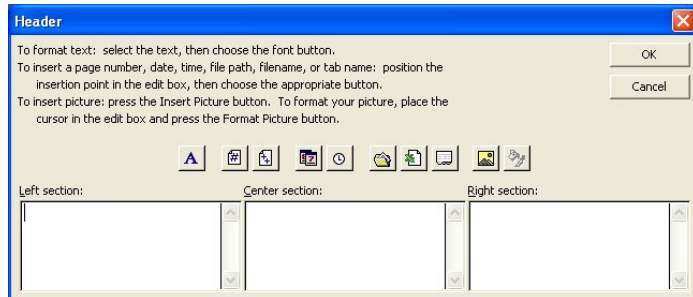 Header
To format text: select the text, then choose the font button.
To insert a page number, date, time, file path, filename, or tab name: position the
insertion point in the edit box, then choose the appropriate button.
To insert picture: press the Insert Picture button. To format your picture, place the
cursor in the edit box and press the Format Picture button.
OK
Cancel
A
Left section:
Center section:
Right section: